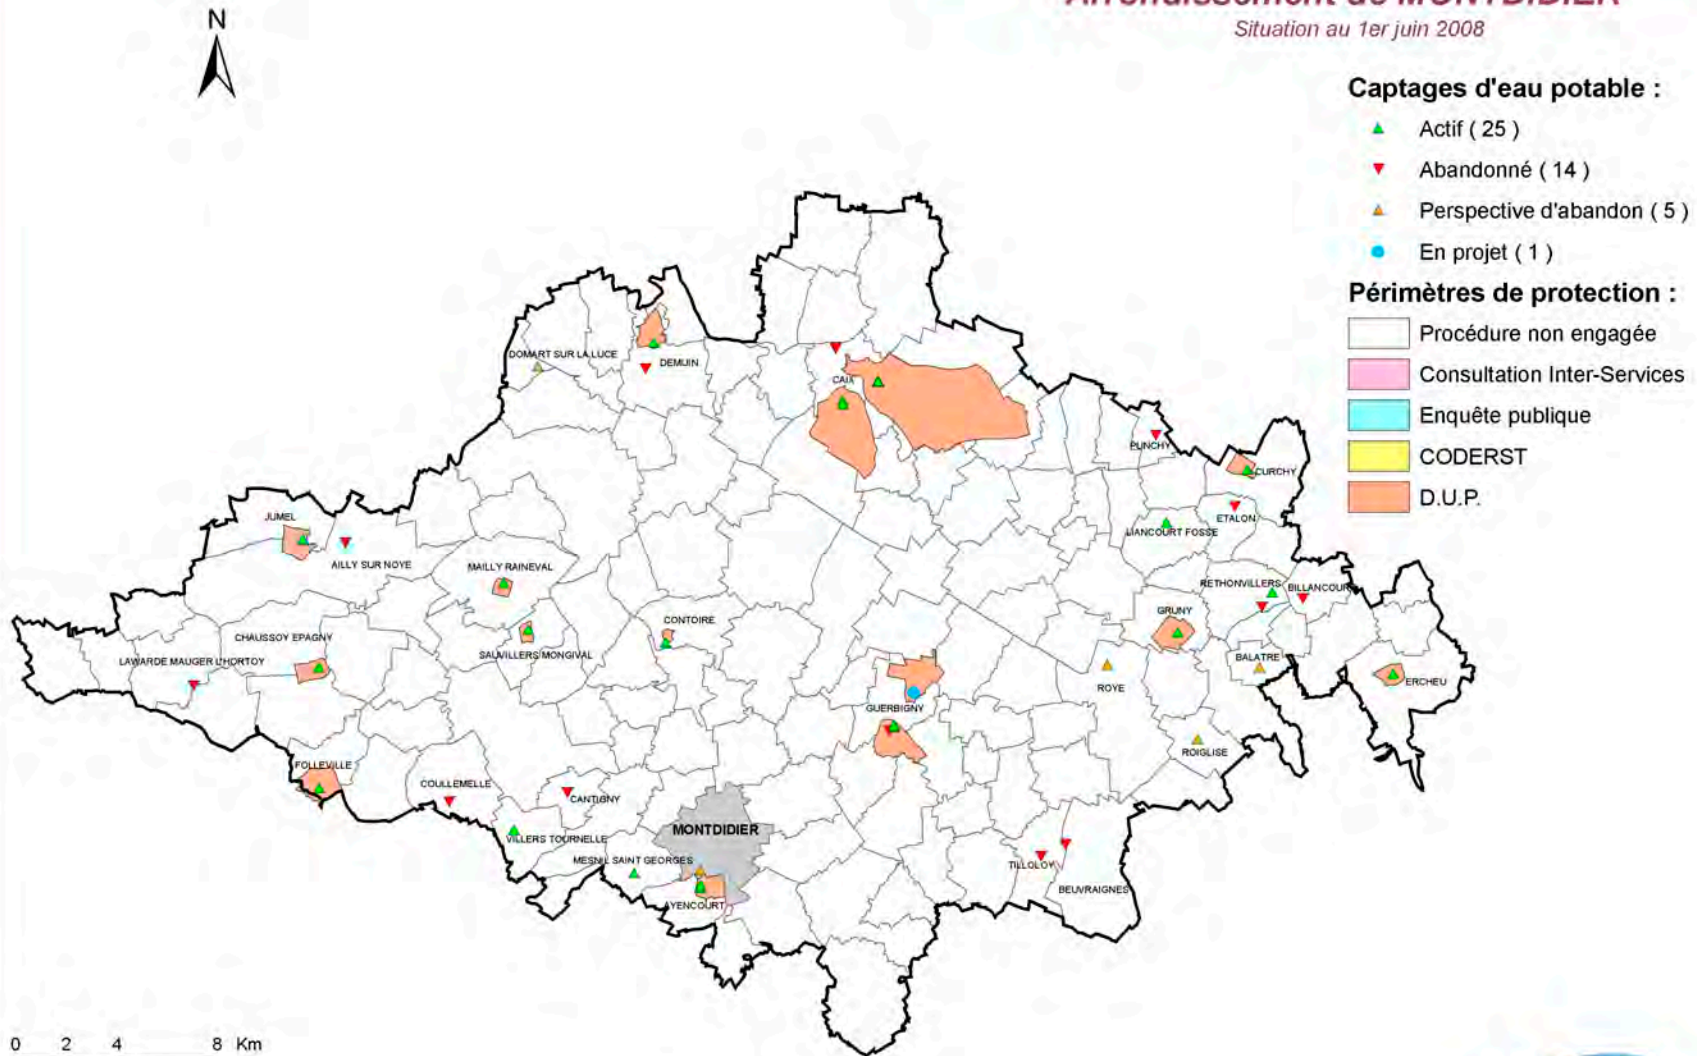 Arrondissement de MONTDIDIER
Situation au 1er juin 2008
N
Captages d'eau potable :
Actif ( 25 )
Abandonné ( 14 )
Perspective d'abandon ( 5 )
En projet ( 1 )
Périmètres de protection :
Procédure non engagée
Consultation Inter-Services
Enquête publique
CODERST
D.U.P.
DOMART SUR LA LUCE
DEMUIN
CAIX
PUNCHY
CURCHY
ETALON
LIANCOURT FOSSE
JUMEL
AILLY SUR NOYE
MAILLY RAINEVAL
RETHONVILLERS
BILLANCOURT
GRUNY
CONTOIRE
CHAUSSOY EPAGNY
SAUVILLERS MONGIVAL
LAWARDE MAUGER L'HORTOY
BALATRE
ERCHEU
ROYE
GUERBIGNY
ROIGLISE
FOLLEVILLE
COULLEMELLE
CANTIGNY
VILLERS TOURNELLE
MONTDIDIER
MESNIL SAINT GEORGES
TILLOLOY
BEUVRAIGNES
AYENCOURT
0 2 4 8 Km